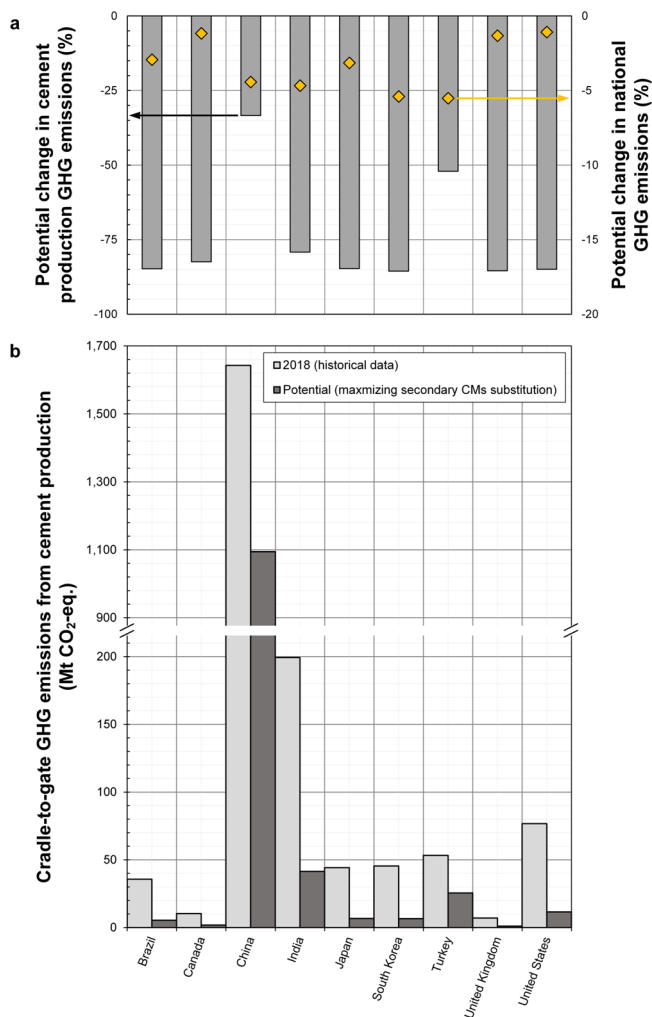 a
Potential change in cement
production GHG emissions (%)
-0
-25
-50
-75
-100
0
-5
-10
-15
-20
Potential change in national
GHG emissions (%)
b
Cradle-to-gate GHG emissions from cement production
(Mt CO₂-eq.)
1,700
1,500
1,300
1,100
900
200
150
100
50
0
2018 (historical data)
Potential (maxmizing secondary CMs substitution)
Brazil
Canada
China
India
Japan
South Korea
Turkey
United Kingdom
United States